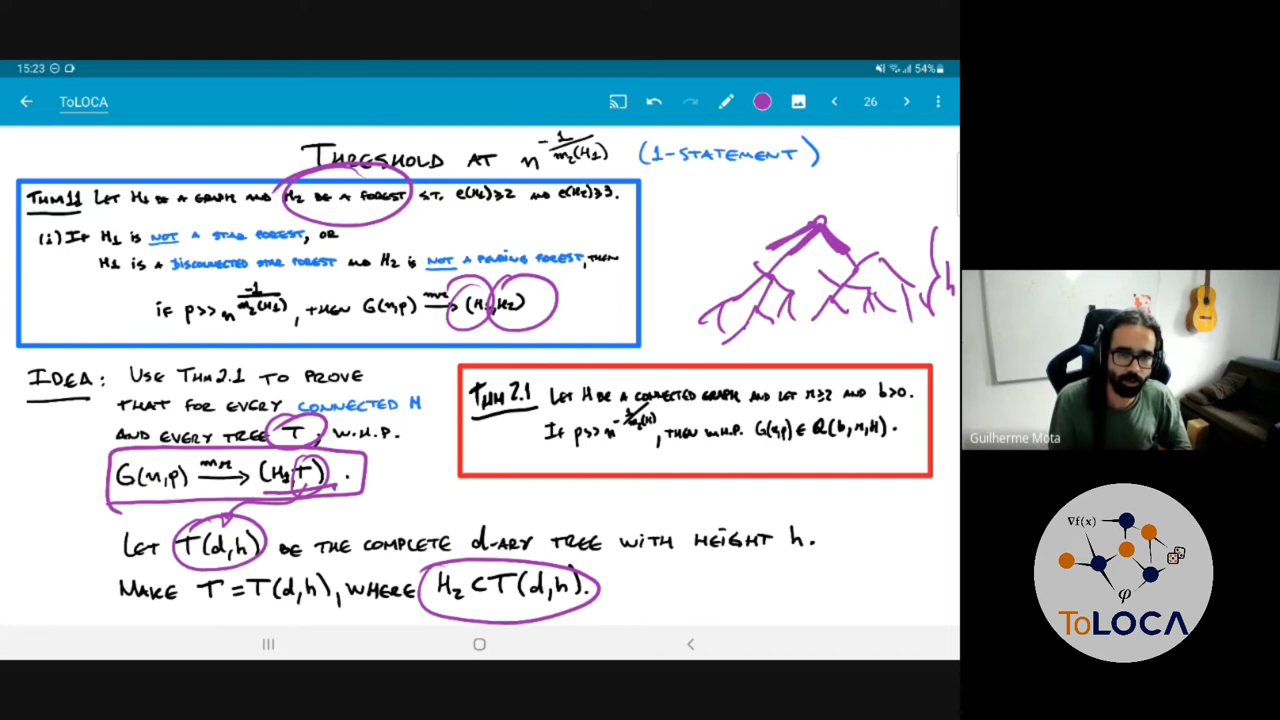 15:23
54%
ToLOCA
26
THRESHOLD AT n^{-1/m₂(H₁)} (1-STATEMENT)
THM 1.1 LET H₁ BE A GRAPH AND H₂ BE A FOREST S.T. e(H₁)≥2 AND e(H₂)≥3.
(i) IF H₁ IS NOT A STAR FOREST, OR
H₁ IS A DISCONNECTED STAR FOREST AND H₂ IS NOT A PENDING FOREST, THEN
IF p >> n^{-1/m₂(H₁)}, THEN G(n,p) → (H₁,H₂)
h
IDEA: USE THM 2.1 TO PROVE
THAT FOR EVERY CONNECTED H
AND EVERY TREE T, W.H.P.
G(n,p) → (H,T).
THM 2.1 LET H BE A CONNECTED GRAPH AND LET r≥2 AND b>0.
IF p >> n^{-1/m₂(H)}, THEN W.H.P. G(n,p) ∈ R(b,r,H).
LET T(d,h) BE THE COMPLETE d-ARY TREE WITH HEIGHT h.
MAKE T = T(d,h), WHERE H₂ ⊂ T(d,h).
Guilherme Mota
∇f(x)
φ
ToLOCA